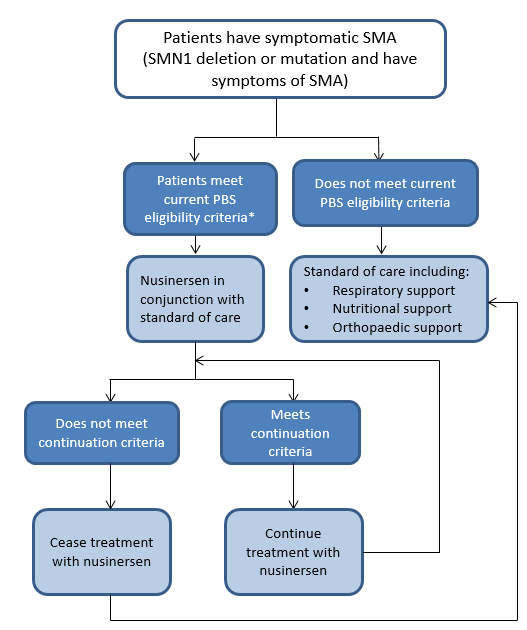 Patients have symptomatic SMA
(SMN1 deletion or mutation and have
symptoms of SMA)
Patients meet
current PBS
eligibility criteria*
Does not meet current
PBS eligibility criteria
Nusinersen in
conjunction with
standard of care
Standard of care including:
• Respiratory support
• Nutritional support
• Orthopaedic support
Does not meet
continuation criteria
Meets
continuation
criteria
Cease treatment
with nusinersen
Continue
treatment with
nusinersen